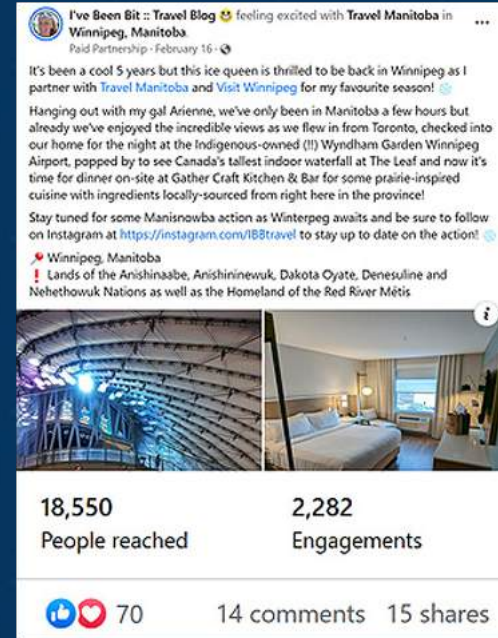 I've Been Bit :: Travel Blog 😄 feeling excited with Travel Manitoba in
Winnipeg, Manitoba.
Paid Partnership · February 16 ·
It's been a cool 5 years but this ice queen is thrilled to be back in Winnipeg as I
partner with Travel Manitoba and Visit Winnipeg for my favourite season! ❄️
Hanging out with my gal Arienne, we've only been in Manitoba a few hours but
already we've enjoyed the incredible views as we flew in from Toronto, checked into
our home for the night at the Indigenous-owned (!!) Wyndham Garden Winnipeg
Airport, popped by to see Canada's tallest indoor waterfall at The Leaf and now it's
time for dinner on-site at Gather Craft Kitchen & Bar for some prairie-inspired
cuisine with ingredients locally-sourced from right here in the province!
Stay tuned for some Manisnowba action as Winterpeg awaits and be sure to follow
on Instagram at https://instagram.com/IBBtravel to stay up to date on the action! ❄️
📍 Winnipeg, Manitoba
❗ Lands of the Anishinaabe, Anishininewuk, Dakota Oyate, Denesuline and
Nehethowuk Nations as well as the Homeland of the Red River Métis
18,550 2,282
People reached Engagements
70 14 comments 15 shares